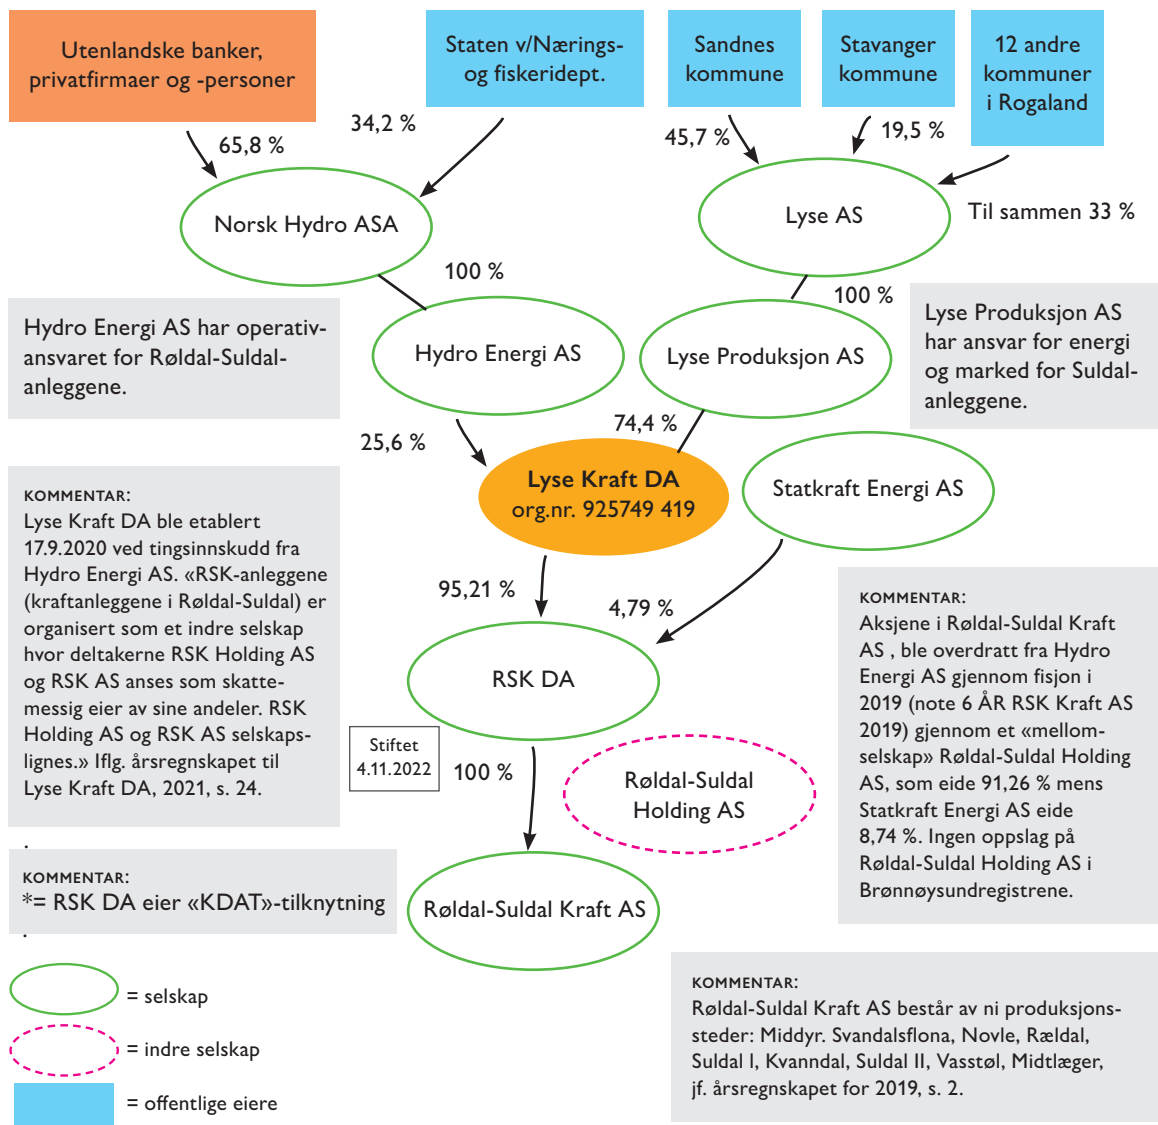 Utenlandske banker,
privatfirmaer og -personer
Staten v/Nærings-
og fiskeridept.
Sandnes
kommune
Stavanger
kommune
12 andre
kommuner
i Rogaland
65,8 %
34,2 %
45,7 %
19,5 %
Til sammen 33 %
Norsk Hydro ASA
Lyse AS
100 %
100 %
Hydro Energi AS har operativ-
ansvaret for Røldal-Suldal-
anleggene.
Hydro Energi AS
Lyse Produksjon AS
Lyse Produksjon AS
har ansvar for energi
og marked for Suldal-
anleggene.
25,6 %
74,4 %
Lyse Kraft DA
org.nr. 925749 419
Statkraft Energi AS
KOMMENTAR:
Lyse Kraft DA ble etablert
17.9.2020 ved tingsinnskudd fra
Hydro Energi AS. «RSK-anleggene
(kraftanleggene i Røldal-Suldal) er
organisert som et indre selskap
hvor deltakerne RSK Holding AS
og RSK AS anses som skatte-
messig eier av sine andeler. RSK
Holding AS og RSK AS selskaps-
lignes.» Iflg. årsregnskapet til
Lyse Kraft DA, 2021, s. 24.
.
95,21 %
4,79 %
RSK DA
Stiftet
4.11.2022
100 %
Røldal-Suldal
Holding AS
KOMMENTAR:
Aksjene i Røldal-Suldal Kraft
AS , ble overdratt fra Hydro
Energi AS gjennom fisjon i
2019 (note 6 ÅR RSK Kraft AS
2019) gjennom et «mellom-
selskap» Røldal-Suldal Holding
AS, som eide 91,26 % mens
Statkraft Energi AS eide
8,74 %. Ingen oppslag på
Røldal-Suldal Holding AS i
Brønnøysundregistrene.
KOMMENTAR:
*= RSK DA eier «KDAT»-tilknytning
.
Røldal-Suldal Kraft AS
= selskap
= indre selskap
= offentlige eiere
KOMMENTAR:
Røldal-Suldal Kraft AS består av ni produksjons-
steder: Middyr. Svandalsflona, Novle, Rældal,
Suldal I, Kvanndal, Suldal II, Vasstøl, Midtlæger,
jf. årsregnskapet for 2019, s. 2.